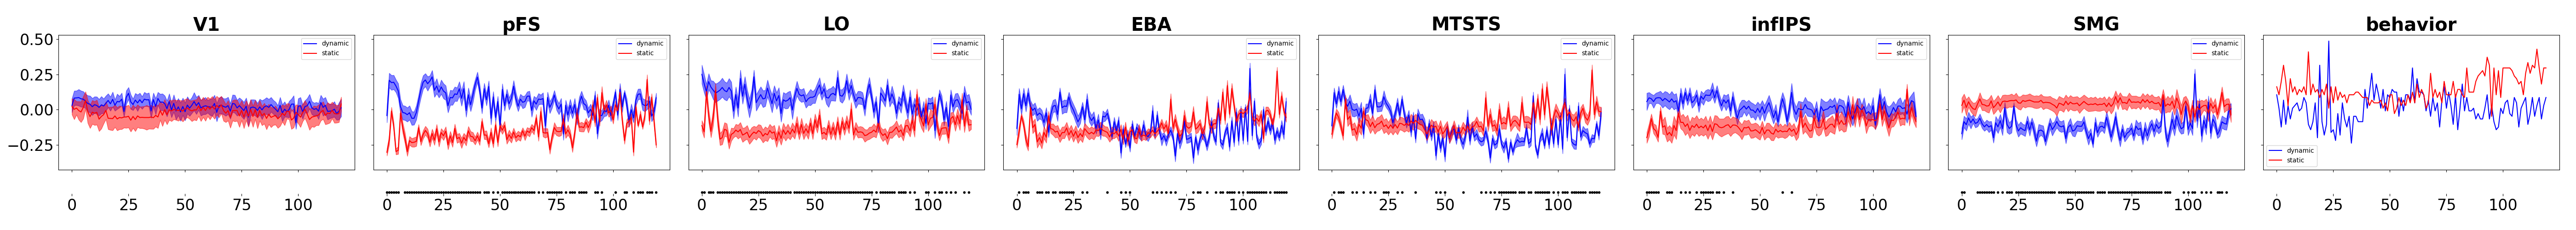 V1 pFS LO EBA MTSTS infIPS SMG behavior
dynamic dynamic dynamic dynamic dynamic dynamic dynamic
static static static static static static static
0.50
0.25
0.00
−0.25
dynamic
static
0 25 50 75 100 0 25 50 75 100 0 25 50 75 100 0 25 50 75 100 0 25 50 75 100 0 25 50 75 100 0 25 50 75 100 0 25 50 75 100